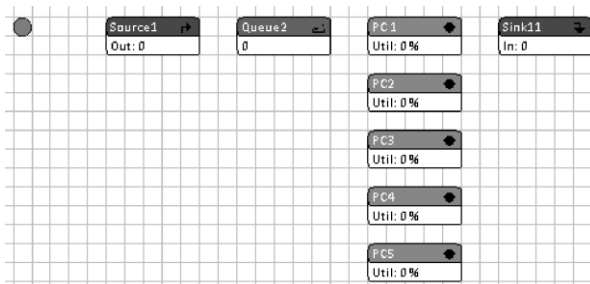 Source1
Out: 0
Queue2
0
PC1
Util: 0%
Sink11
In: 0
PC2
Util: 0%
PC3
Util: 0%
PC4
Util: 0%
PC5
Util: 0%